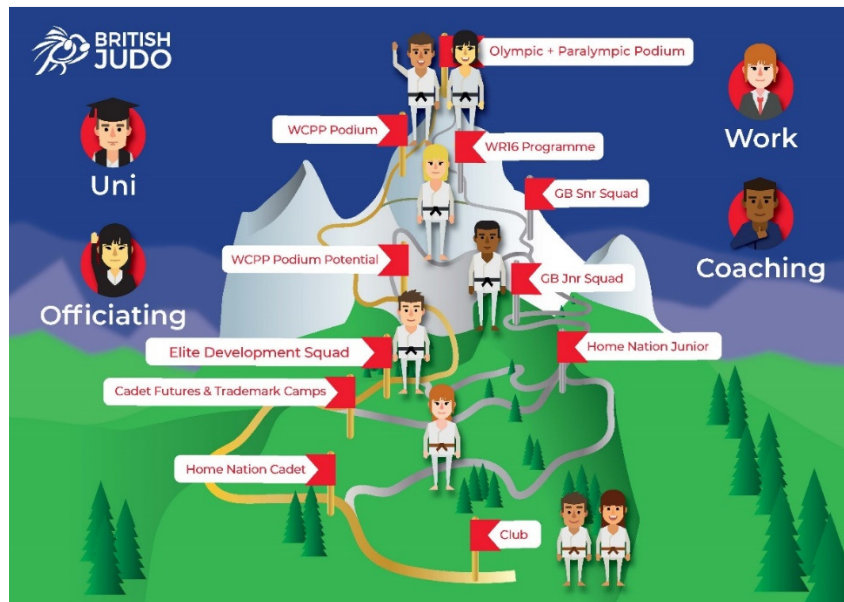 BRITISH
JUDO
Olympic + Paralympic Podium
WCPP Podium
WR16 Programme
Uni
Work
GB Snr Squad
WCPP Podium Potential
GB Jnr Squad
Officiating
Coaching
Elite Development Squad
Home Nation Junior
Cadet Futures & Trademark Camps
Home Nation Cadet
Club